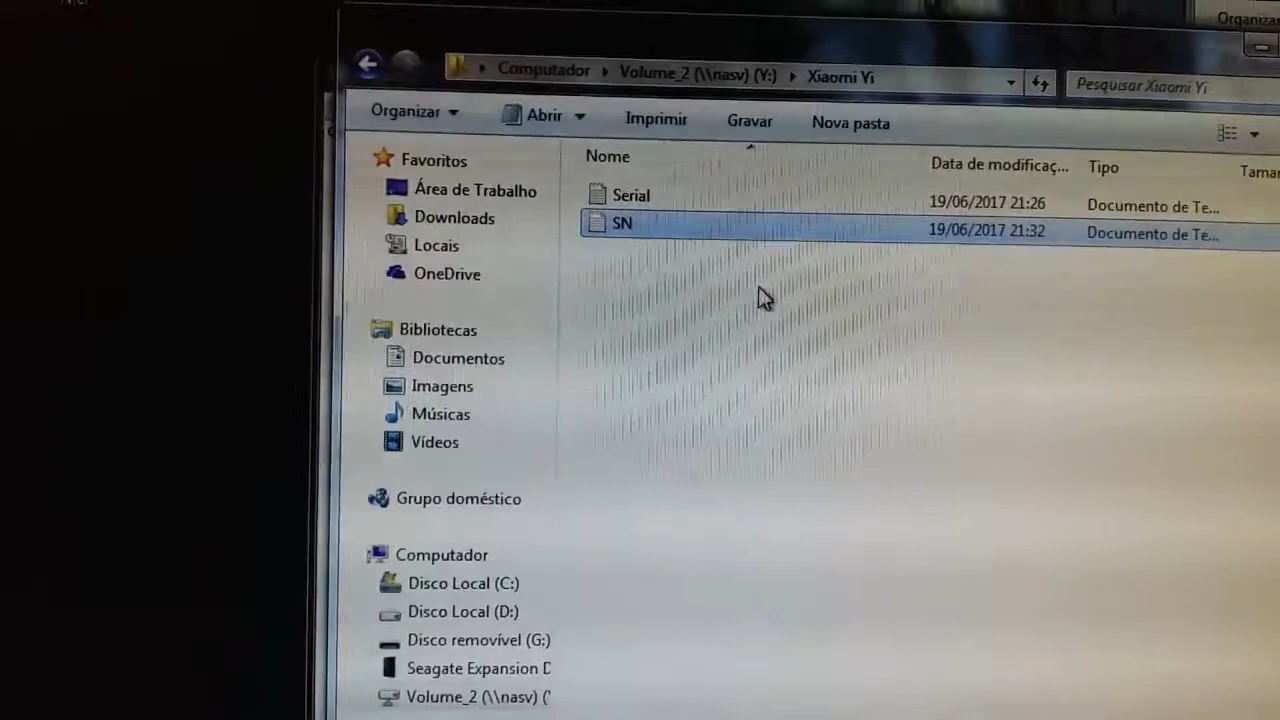 Organiza
Computador Volume_2 (\\nasv) (Y:) Xiaomi Yi
Pesquisar Xiaomi Yi
Organizar Abrir Imprimir Gravar Nova pasta
Nome Data de modificaç... Tipo Tamar
Serial 19/06/2017 21:26 Documento de Te...
SN 19/06/2017 21:32 Documento de Te...
Favoritos
Área de Trabalho
Downloads
Locais
OneDrive
Bibliotecas
Documentos
Imagens
Músicas
Vídeos
Grupo doméstico
Computador
Disco Local (C:)
Disco Local (D:)
Disco removível (G:)
Seagate Expansion D
Volume_2 (\\nasv) ('